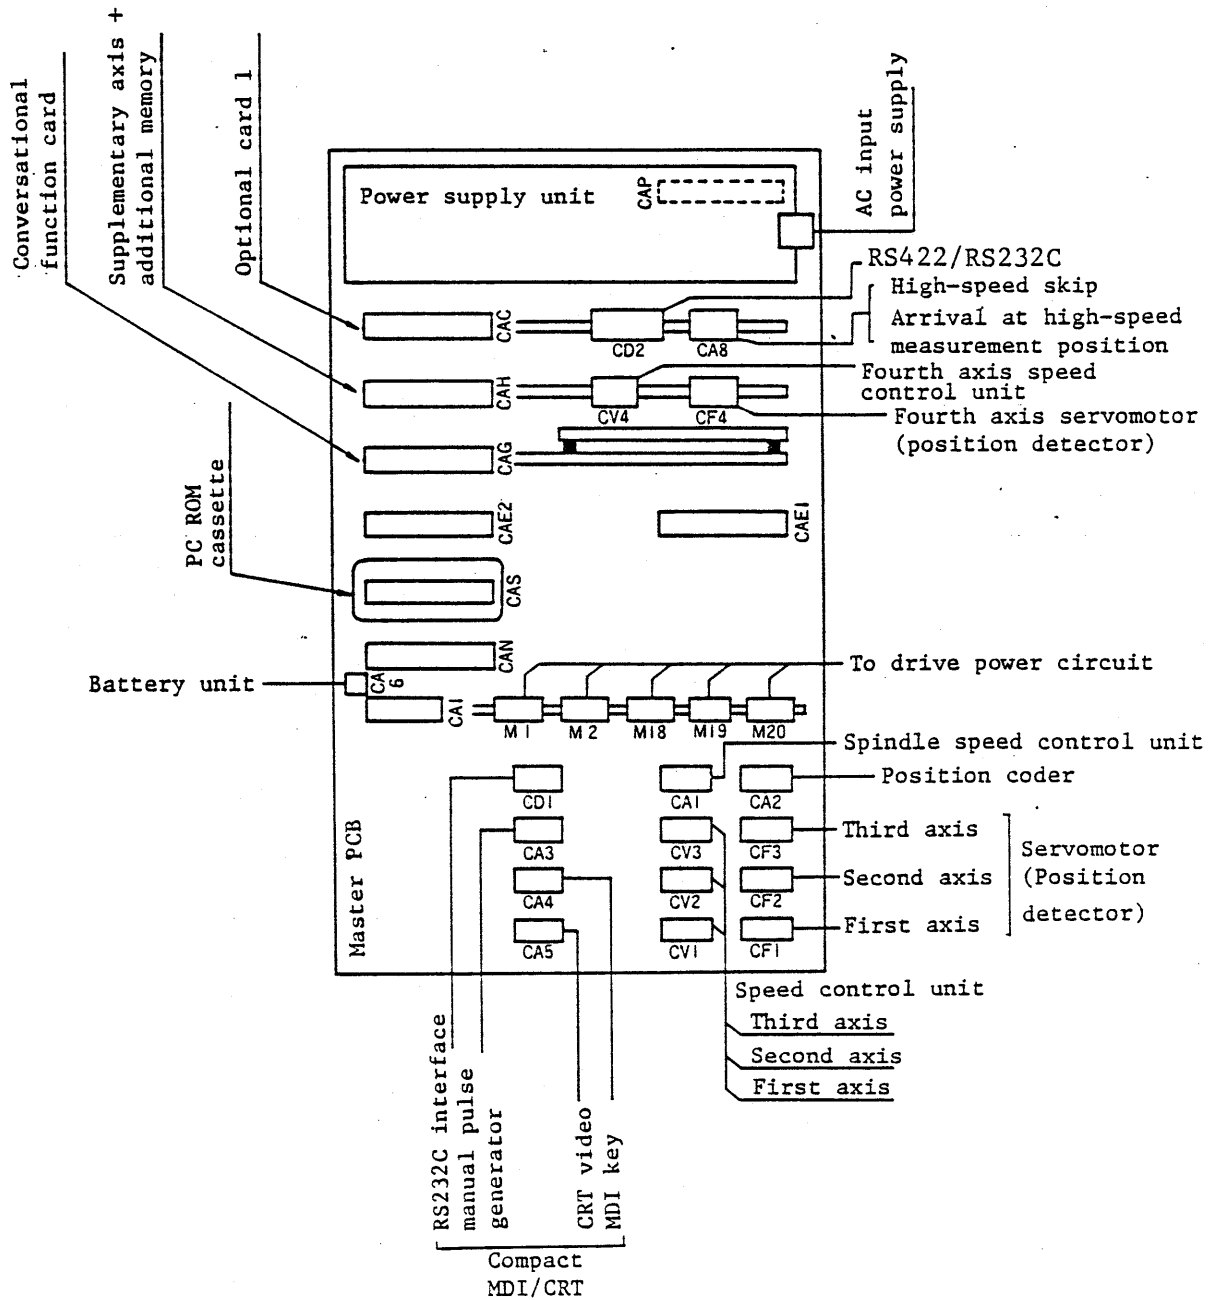 Conversational
function card
Supplementary axis +
additional memory
Optional card 1
AC input
power supply
Power supply unit
CAP
RS422/RS232C
High-speed skip
Arrival at high-speed
measurement position
CAC
CD2
CA8
Fourth axis speed
control unit
CAH
CV4
CF4
Fourth axis servomotor
(position detector)
CAG
PC ROM
cassette
CAE2
CAE1
CAS
CAN
To drive power circuit
Battery unit
CA
6
CA1
M1
M2
M18
M19
M20
Spindle speed control unit
Position coder
CD1
CA1
CA2
Master PCB
Third axis
CA3
CV3
CF3
Servomotor
(Position
detector)
Second axis
CA4
CV2
CF2
First axis
CA5
CV1
CF1
Speed control unit
Third axis
Second axis
First axis
RS232C interface
manual pulse
generator
CRT video
MDI key
Compact
MDI/CRT